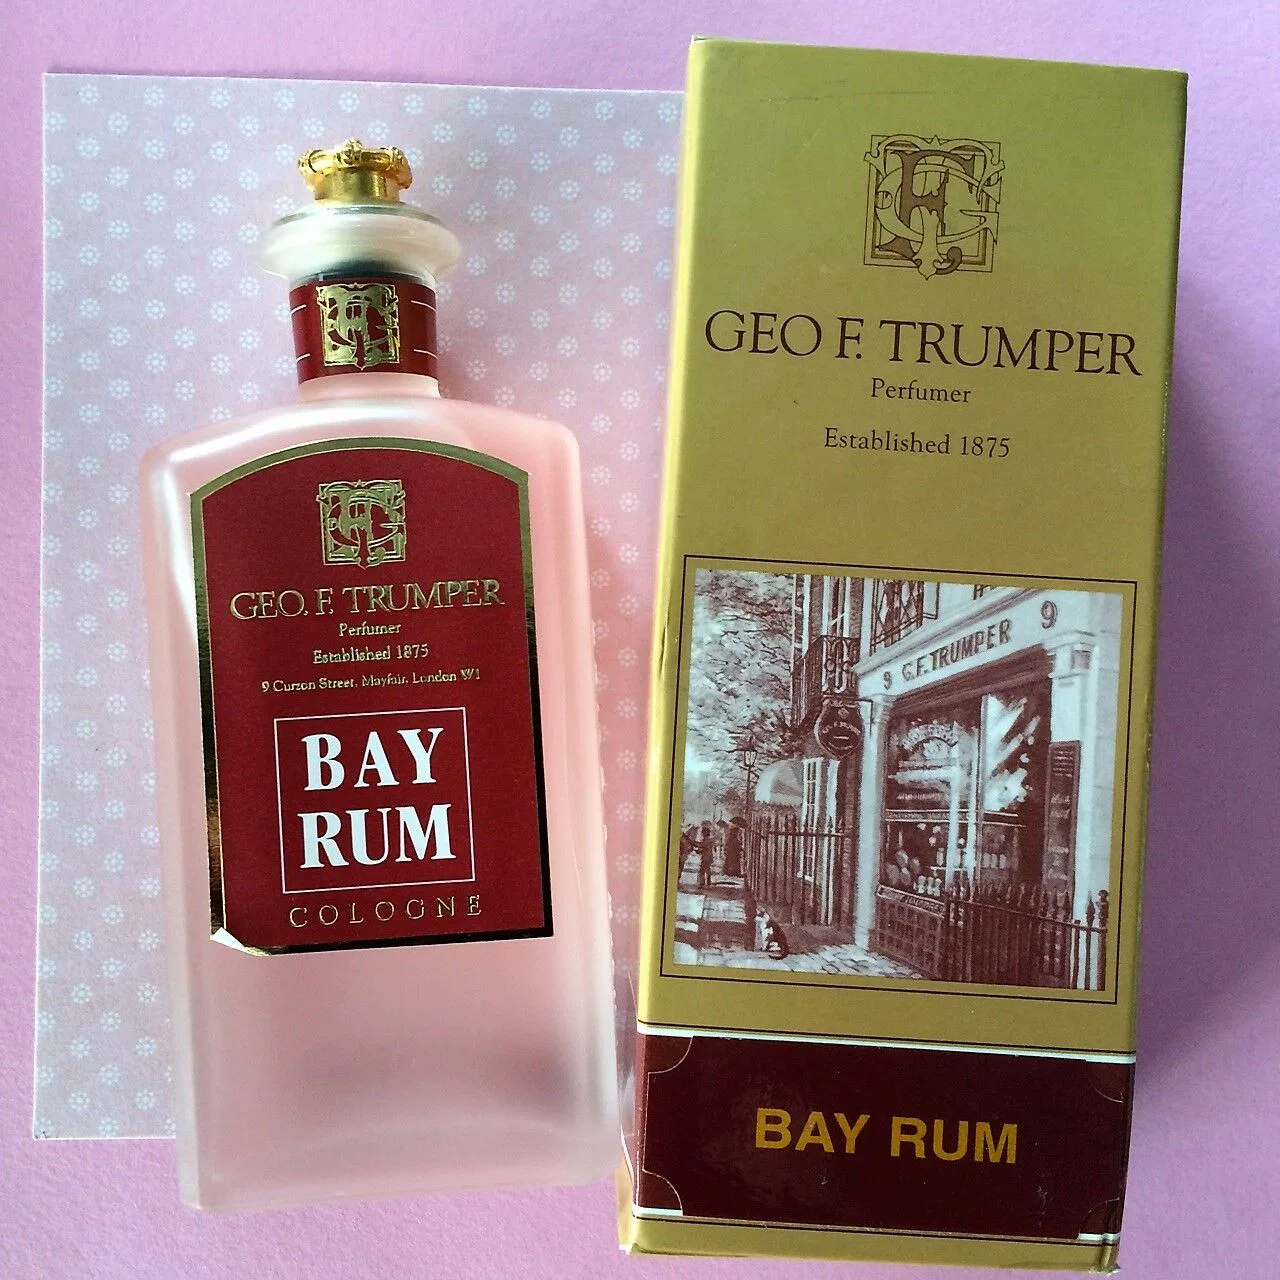 GEO. F. TRUMPER
Perfumer
Established 1875
9 Curzon Street, Mayfair, London W1
BAY
RUM
COLOGNE
GEO F. TRUMPER
Perfumer
Established 1875
9 G.F. TRUMPER 9
BAY RUM